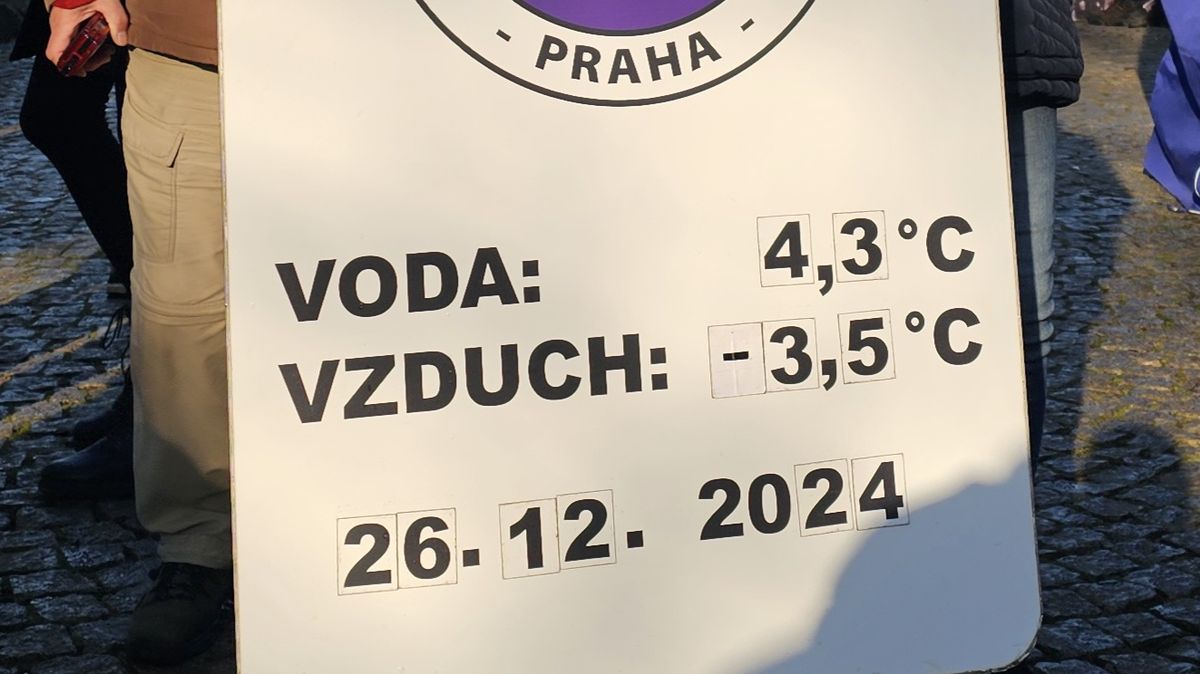 - PRAHA -
VODA: 4,3°C
VZDUCH: -3,5°C
26. 12. 2024